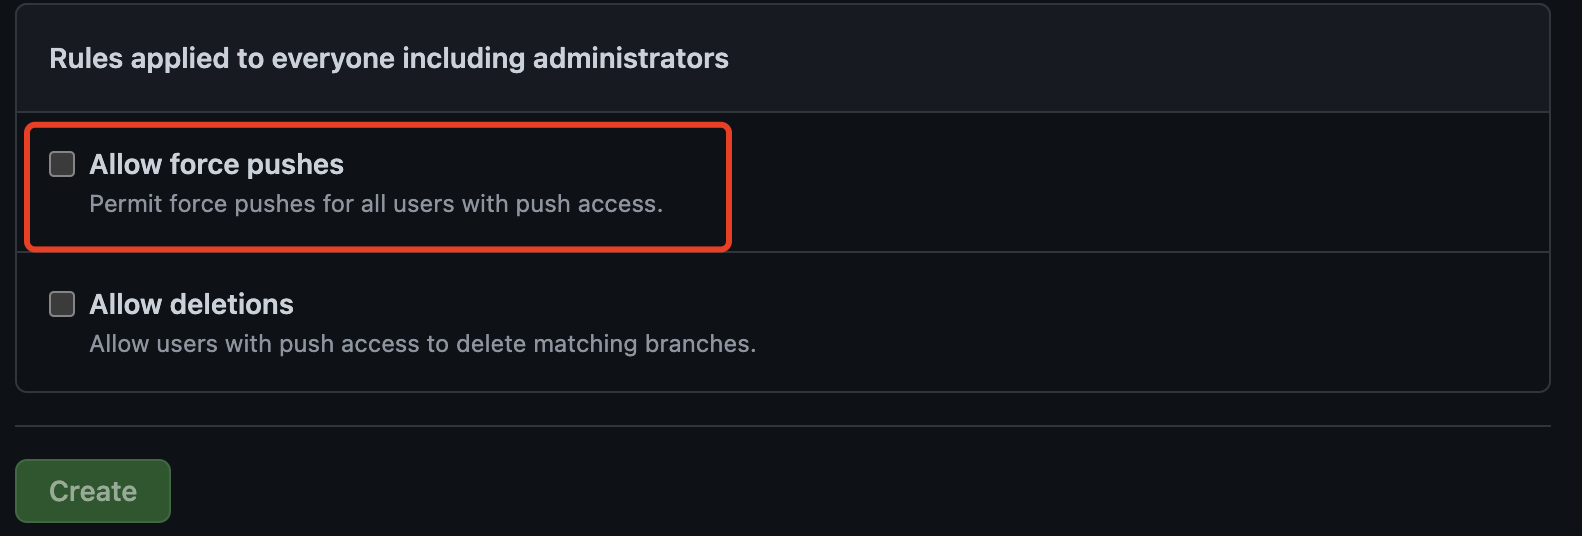 Rules applied to everyone including administrators
Allow force pushes
Permit force pushes for all users with push access.
Allow deletions
Allow users with push access to delete matching branches.
Create